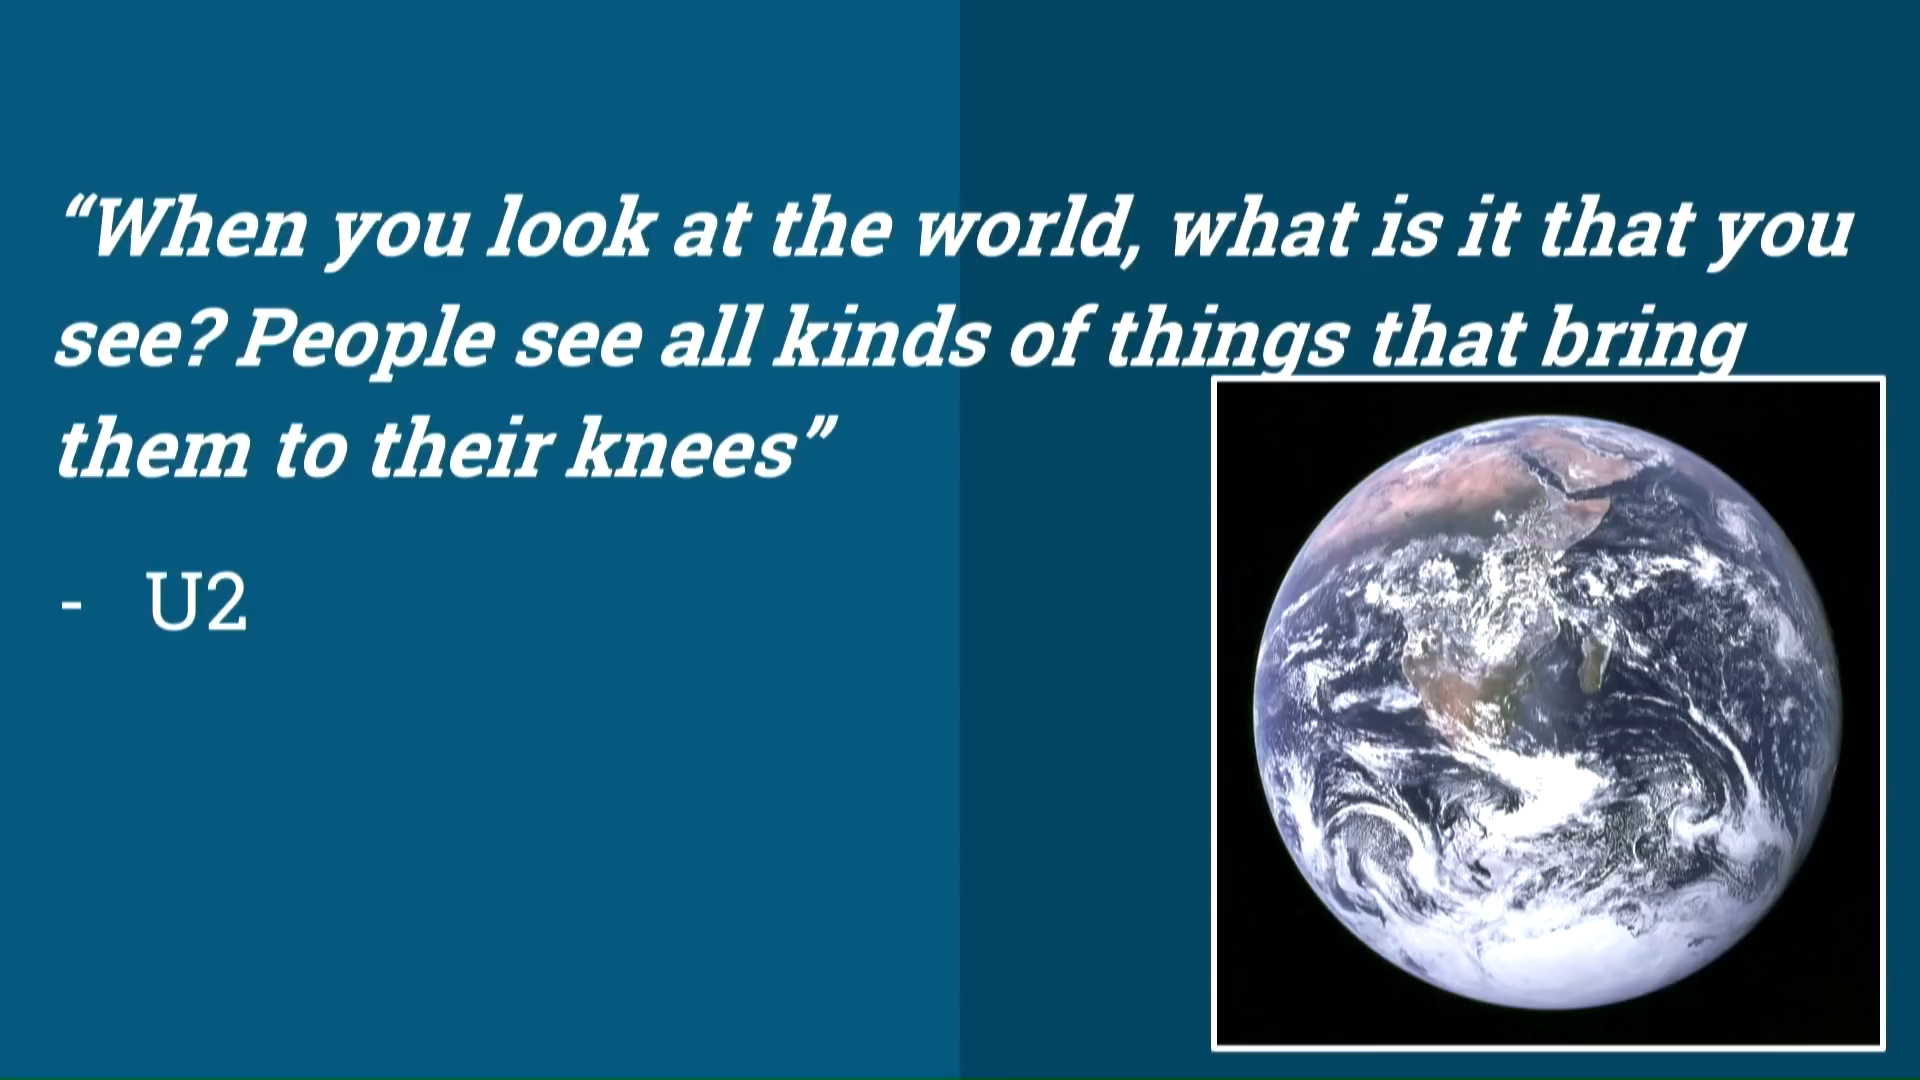 “When you look at the world, what is it that you
see? People see all kinds of things that bring
them to their knees”
- U2